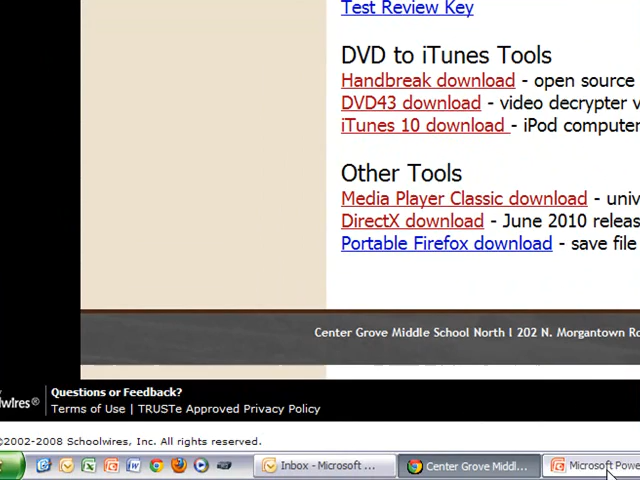 Test Review Key
DVD to iTunes Tools
Handbreak download - open source
DVD43 download - video decrypter v
iTunes 10 download - iPod computer
Other Tools
Media Player Classic download - univ
DirectX download - June 2010 releas
Portable Firefox download - save file
Center Grove Middle School North l 202 N. Morgantown Ro
Questions or Feedback?
lwires®
Terms of Use | TRUSTe Approved Privacy Policy
©2002-2008 Schoolwires, Inc. All rights reserved.
Inbox - Microsoft ...
Center Grove Middl...
Microsoft Powe